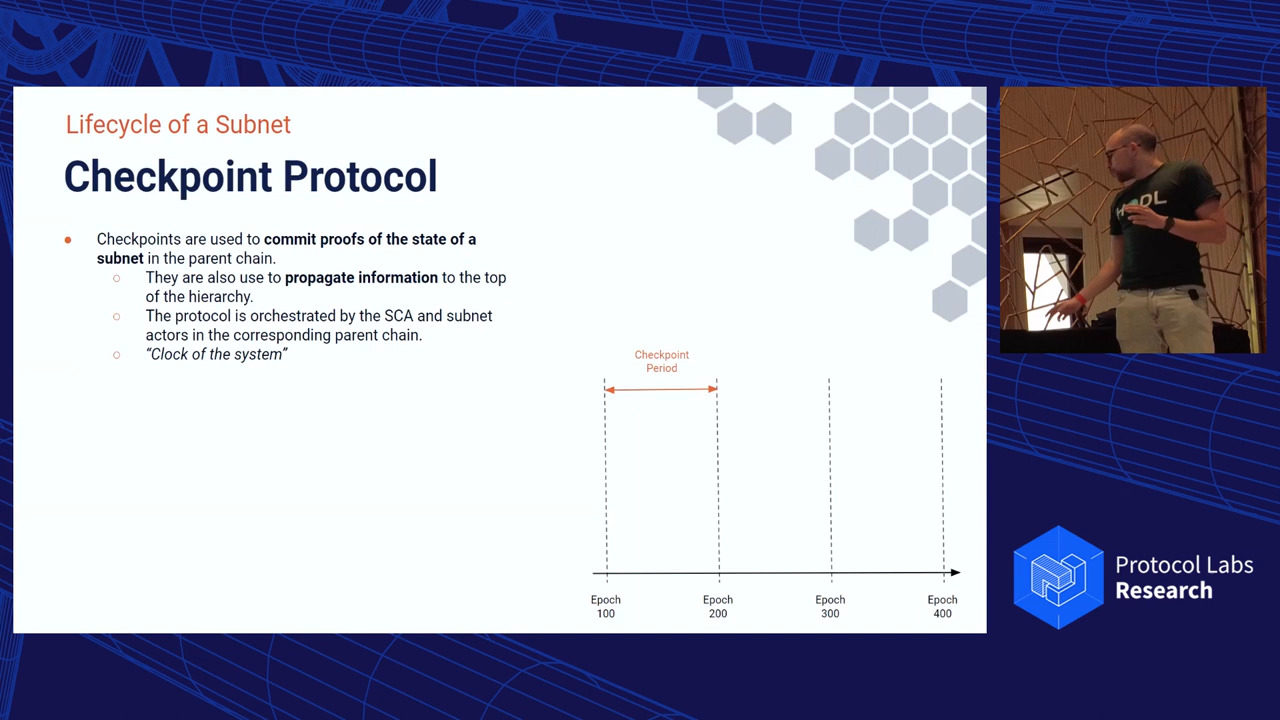 Lifecycle of a Subnet
Checkpoint Protocol
Checkpoints are used to commit proofs of the state of a
subnet in the parent chain.
They are also use to propagate information to the top
of the hierarchy.
The protocol is orchestrated by the SCA and subnet
actors in the corresponding parent chain.
“Clock of the system”
Checkpoint
Period
Epoch
100
Epoch
200
Epoch
300
Epoch
400
HODL
Protocol Labs
Research